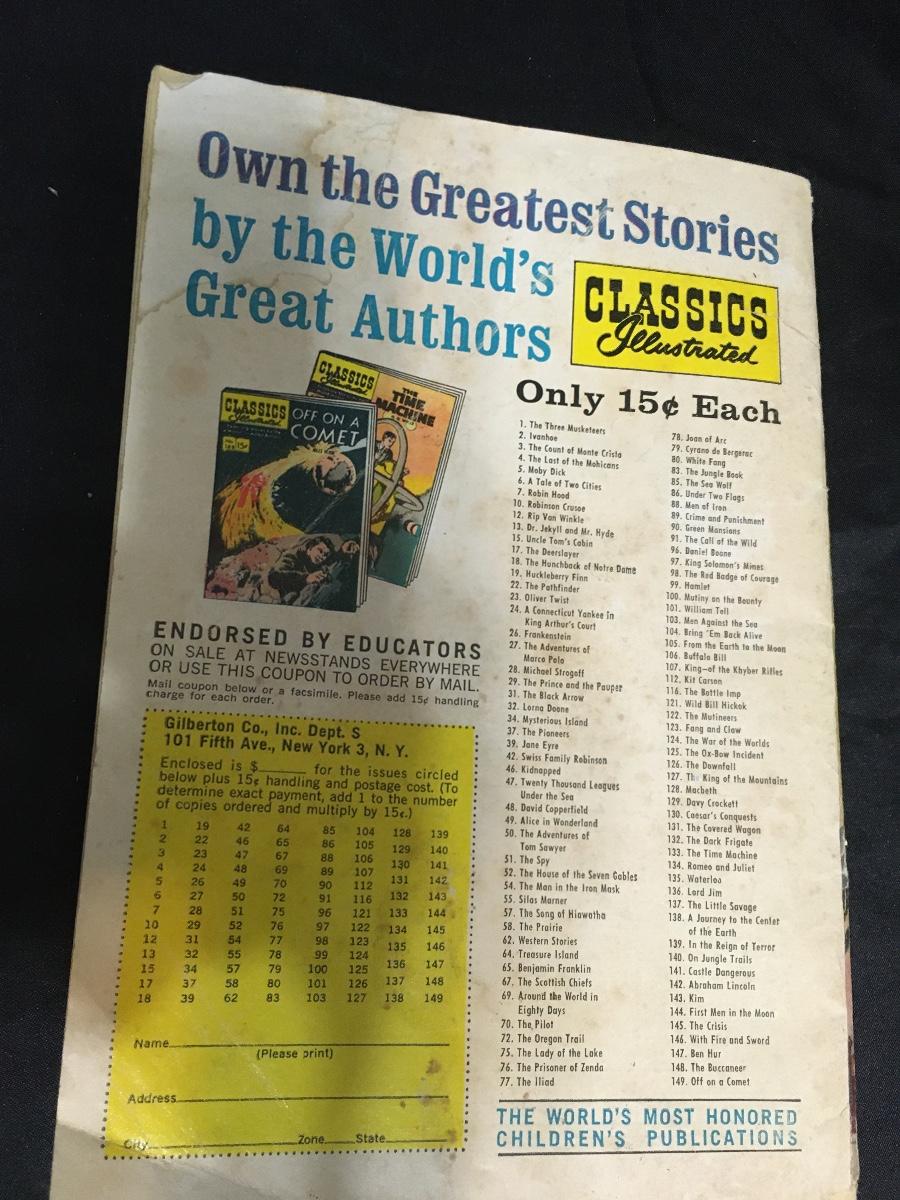 Own the Greatest Stories
by the World's
Great Authors
CLASSICS
Illustrated
CLASSICS
Illustrated
THE
TIME
MACHINE
CLASSICS
Illustrated
OFF ON A
COMET
15¢
Only 15¢ Each
1. The Three Musketeers
2. Ivanhoe
3. The Count of Monte Cristo
4. The Last of the Mohicans
5. Moby Dick
6. A Tale of Two Cities
7. Robin Hood
10. Robinson Crusoe
12. Rip Van Winkle
13. Dr. Jekyll and Mr. Hyde
15. Uncle Tom's Cabin
17. The Deerslayer
18. The Hunchback of Notre Dame
19. Huckleberry Finn
22. The Pathfinder
23. Oliver Twist
24. A Connecticut Yankee in
King Arthur's Court
26. Frankenstein
27. The Adventures of
Marco Polo
28. Michael Strogoff
29. The Prince and the Pauper
31. The Black Arrow
32. Lorna Doone
34. Mysterious Island
37. The Pioneers
39. Jane Eyre
42. Swiss Family Robinson
46. Kidnapped
47. Twenty Thousand Leagues
Under the Sea
48. David Copperfield
49. Alice in Wonderland
50. The Adventures of
Tom Sawyer
51. The Spy
52. The House of the Seven Gables
54. The Man in the Iron Mask
55. Silas Marner
57. The Song of Hiawatha
58. The Prairie
62. Western Stories
64. Treasure Island
65. Benjamin Franklin
67. The Scottish Chiefs
69. Around the World in
Eighty Days
70. The Pilot
72. The Oregon Trail
75. The Lady of the Lake
76. The Prisoner of Zenda
77. The Iliad
78. Joan of Arc
79. Cyrano de Bergerac
80. White Fang
83. The Jungle Book
85. The Sea Wolf
86. Under Two Flags
88. Men of Iron
89. Crime and Punishment
90. Green Mansions
91. The Call of the Wild
96. Daniel Boone
97. King Solomon's Mines
98. The Red Badge of Courage
99. Hamlet
100. Mutiny on the Bounty
101. William Tell
103. Men Against the Sea
104. Bring 'Em Back Alive
105. From the Earth to the Moon
106. Buffalo Bill
107. King—of the Khyber Rifles
112. Kit Carson
116. The Bottle Imp
121. Wild Bill Hickok
122. The Mutineers
123. Fang and Claw
124. The War of the Worlds
125. The Ox-Bow Incident
126. The Downfall
127. The King of the Mountains
128. Macbeth
129. Davy Crockett
130. Caesar's Conquests
131. The Covered Wagon
132. The Dark Frigate
133. The Time Machine
134. Romeo and Juliet
135. Waterloo
136. Lord Jim
137. The Little Savage
138. A Journey to the Center
of the Earth
139. In the Reign of Terror
140. On Jungle Trails
141. Castle Dangerous
142. Abraham Lincoln
143. Kim
144. First Men in the Moon
145. The Crisis
146. With Fire and Sword
147. Ben Hur
148. The Buccaneer
149. Off on a Comet
THE WORLD'S MOST HONORED
CHILDREN'S PUBLICATIONS
ENDORSED BY EDUCATORS
ON SALE AT NEWSSTANDS EVERYWHERE
OR USE THIS COUPON TO ORDER BY MAIL.
Mail coupon below or a facsimile. Please add 15¢ handling
charge for each order.
Gilberton Co., Inc. Dept. S
101 Fifth Ave., New York 3, N. Y.
Enclosed is $______ for the issues circled
below plus 15¢ handling and postage cost. (To
determine exact payment, add 1 to the number
of copies ordered and multiply by 15¢.)
1 19 42 64 85 104 128 139
2 22 46 65 86 105 129 140
3 23 47 67 88 106 130 141
4 24 48 69 89 107 131 142
5 26 49 70 90 112 132 143
6 27 50 72 91 116 133 144
7 28 51 75 96 121 134 145
10 29 52 76 97 122 135 146
12 31 54 77 98 123 136 147
13 32 55 78 99 124 137 148
15 34 57 79 100 125 138 149
17 37 58 80 101 126
18 39 62 83 103 127
Name
(Please print)
Address
City Zone State